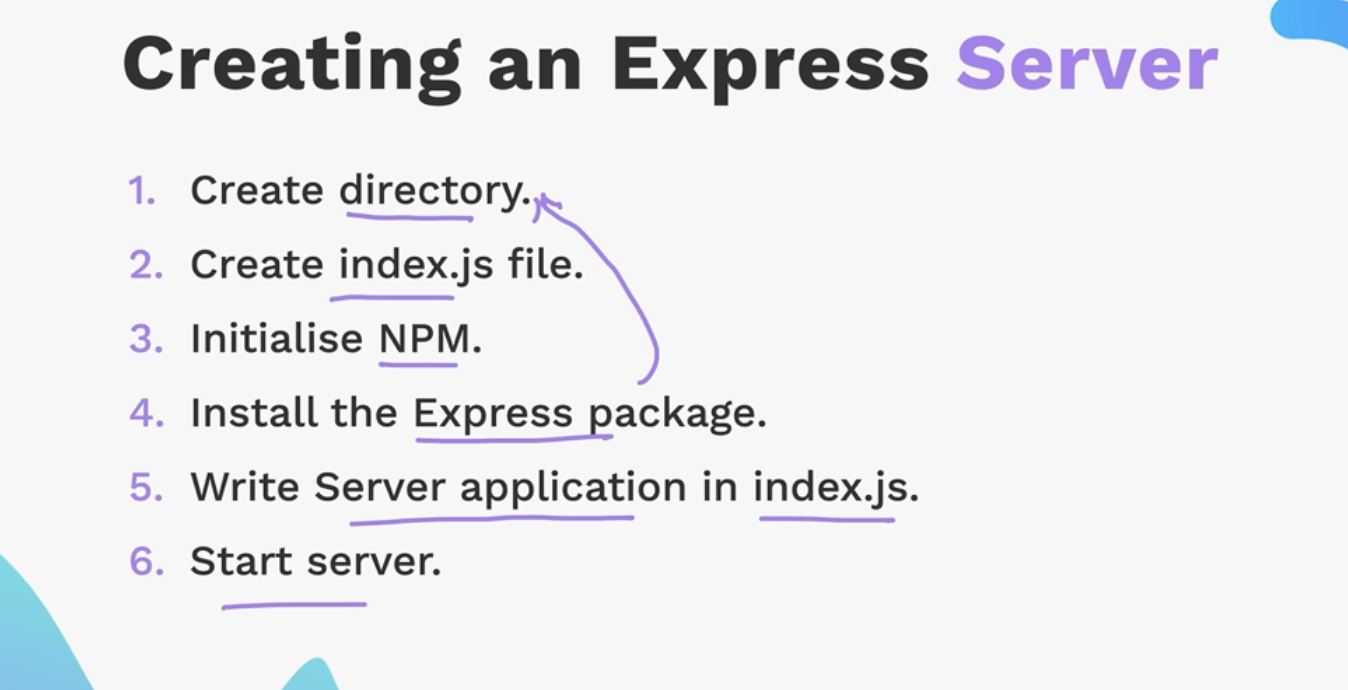 Creating an Express Server
1. Create directory.
2. Create index.js file.
3. Initialise NPM.
4. Install the Express package.
5. Write Server application in index.js.
6. Start server.